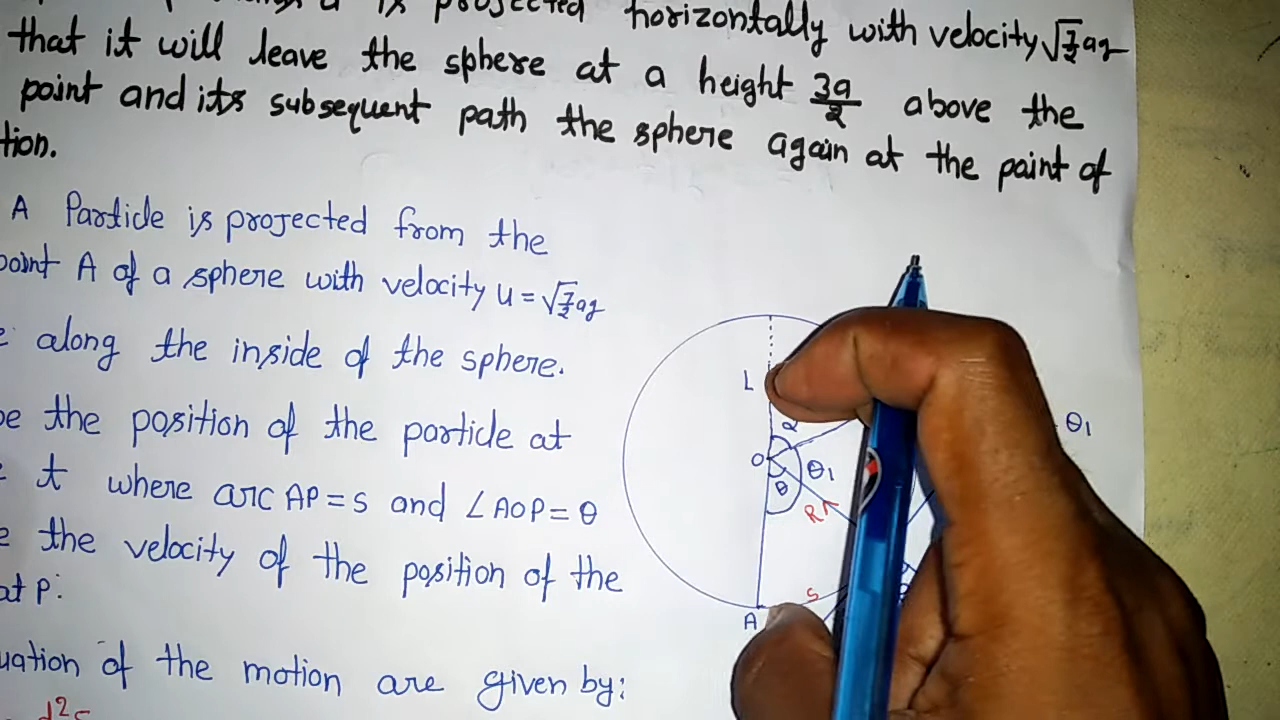 is projected horizontally with velocity √7/2 ag
that it will leave the sphere at a height 3a/2 above the
point and its subsequent path the sphere again at the point of
tion.
A Particle is projected from the
point A of a sphere with velocity u = √7/2 ag
e along the inside of the sphere.
be the position of the particle at
e t where arc AP = s and ∠AOP = θ
e the velocity of the position of the
at P:
uation of the motion are given by:
d²s
L
α
O
θ
θ₁
θ₁
R
s
A